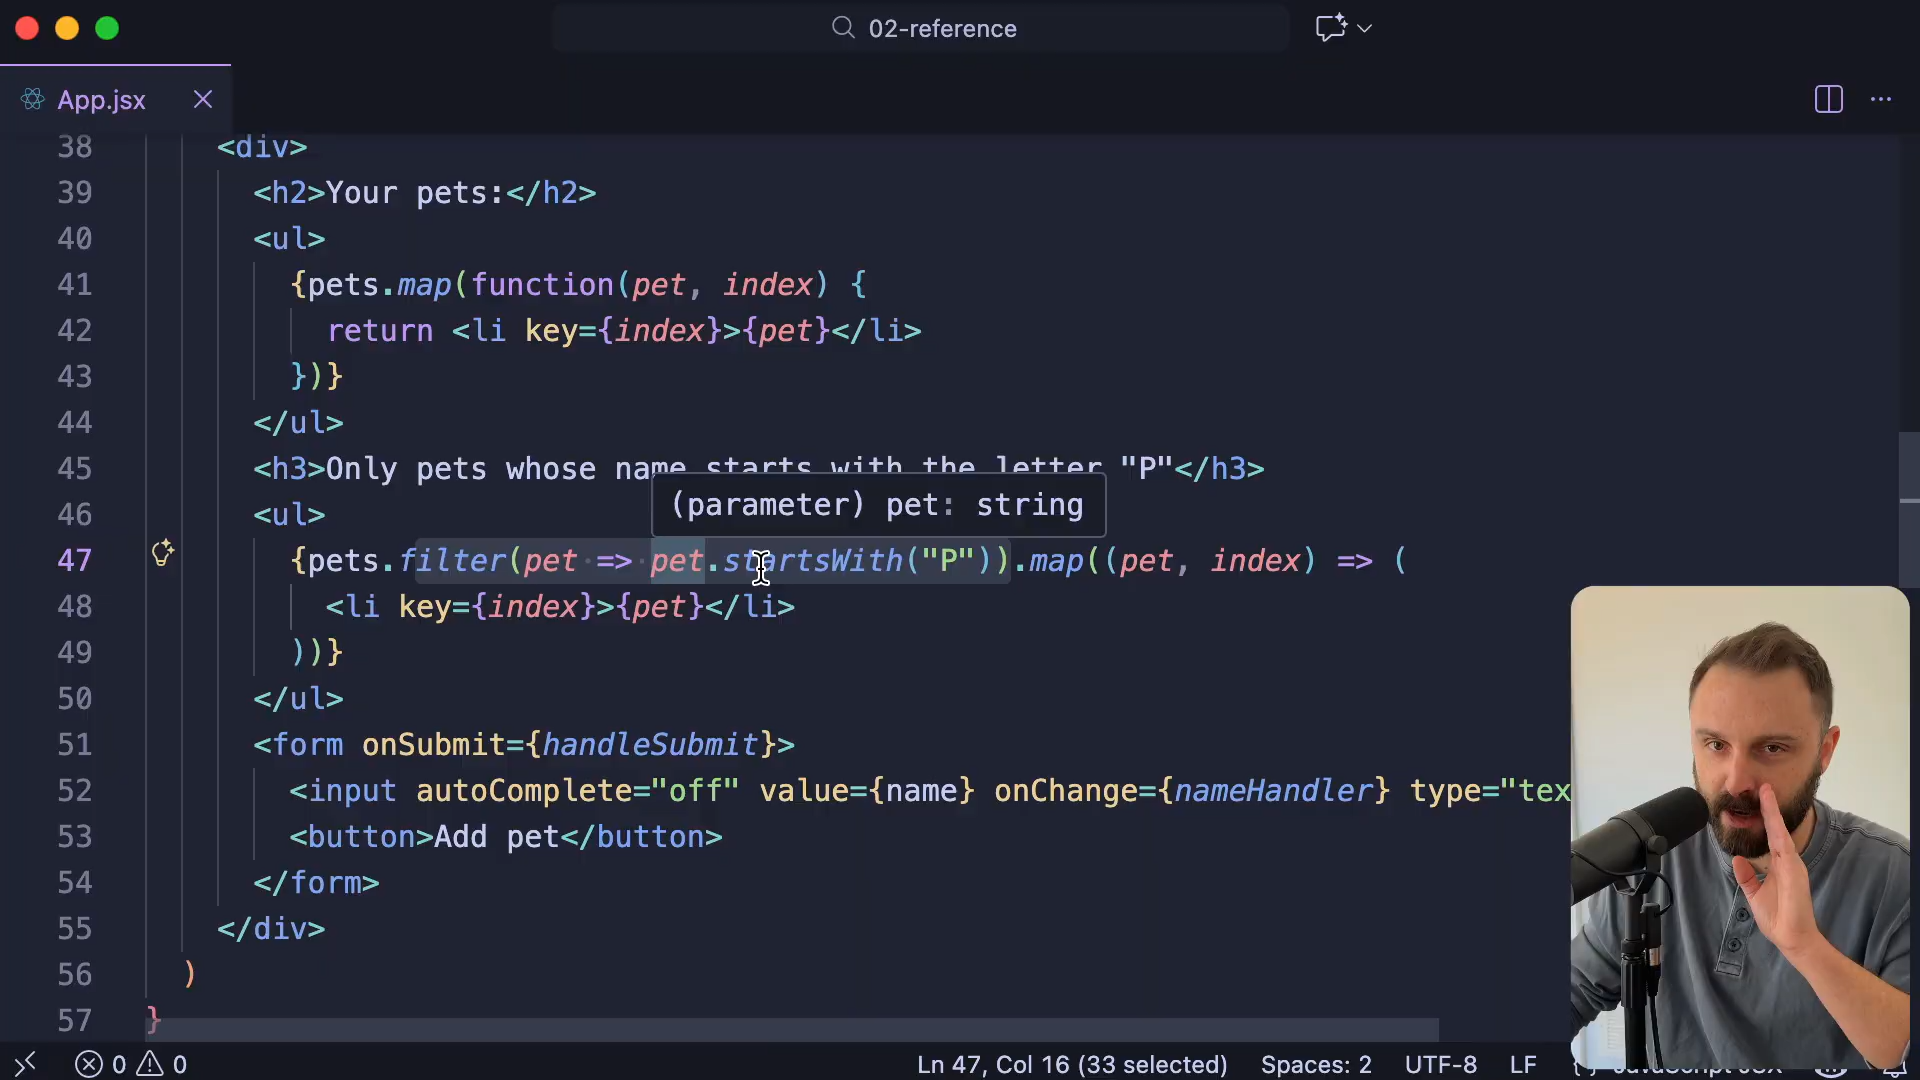 02-reference
App.jsx
38 <div>
39 <h2>Your pets:</h2>
40 <ul>
41 {pets.map(function(pet, index) {
42 return <li key={index}>{pet}</li>
43 })}
44 </ul>
45 <h3>Only pets whose name starts with the letter "P"</h3>
(parameter) pet: string
46 <ul>
47 {pets.filter(pet => pet.startsWith("P")).map((pet, index) => (
48 <li key={index}>{pet}</li>
49 ))}
50 </ul>
51 <form onSubmit={handleSubmit}>
52 <input autoComplete="off" value={name} onChange={nameHandler} type="tex
53 <button>Add pet</button>
54 </form>
55 </div>
56 )
57 }
0 0 Ln 47, Col 16 (33 selected) Spaces: 2 UTF-8 LF {}